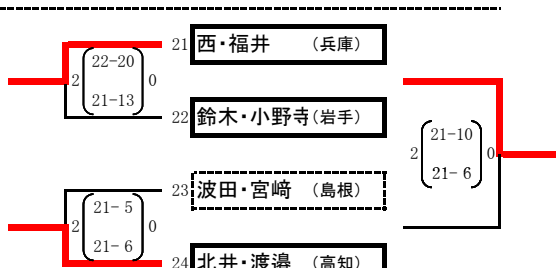 21 西・福井 （兵庫）
2 22-20 0
21-13
22 鈴木・小野寺（岩手）
2 21-10 0
21- 6
23 波田・宮﨑 （島根）
2 21- 5 0
21- 6
24 北井・渡邉 （高知）